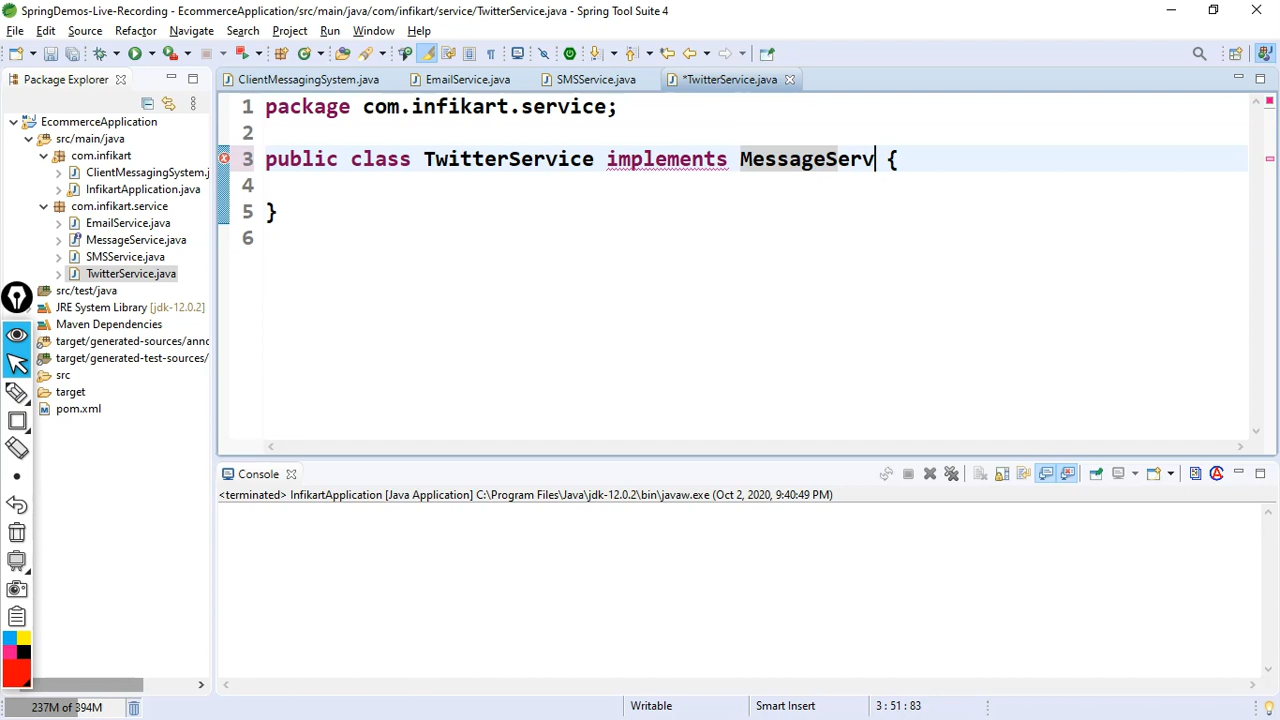 SpringDemos-Live-Recording - EcommerceApplication/src/main/java/com/infikart/service/TwitterService.java - Spring Tool Suite 4
File Edit Source Refactor Navigate Search Project Run Window Help
Package Explorer
ClientMessagingSystem.java EmailService.java SMSService.java *TwitterService.java
EcommerceApplication
src/main/java
com.infikart
ClientMessagingSystem.j
InfikartApplication.java
com.infikart.service
EmailService.java
MessageService.java
SMSService.java
TwitterService.java
src/test/java
JRE System Library [jdk-12.0.2]
Maven Dependencies
target/generated-sources/anno
target/generated-test-sources/
src
target
pom.xml
1 package com.infikart.service;
2
3 public class TwitterService implements MessageServ {
4
5 }
6
Console
<terminated> InfikartApplication [Java Application] C:\Program Files\Java\jdk-12.0.2\bin\javaw.exe (Oct 2, 2020, 9:40:49 PM)
237M of 394M Writable Smart Insert 3 : 51 : 83